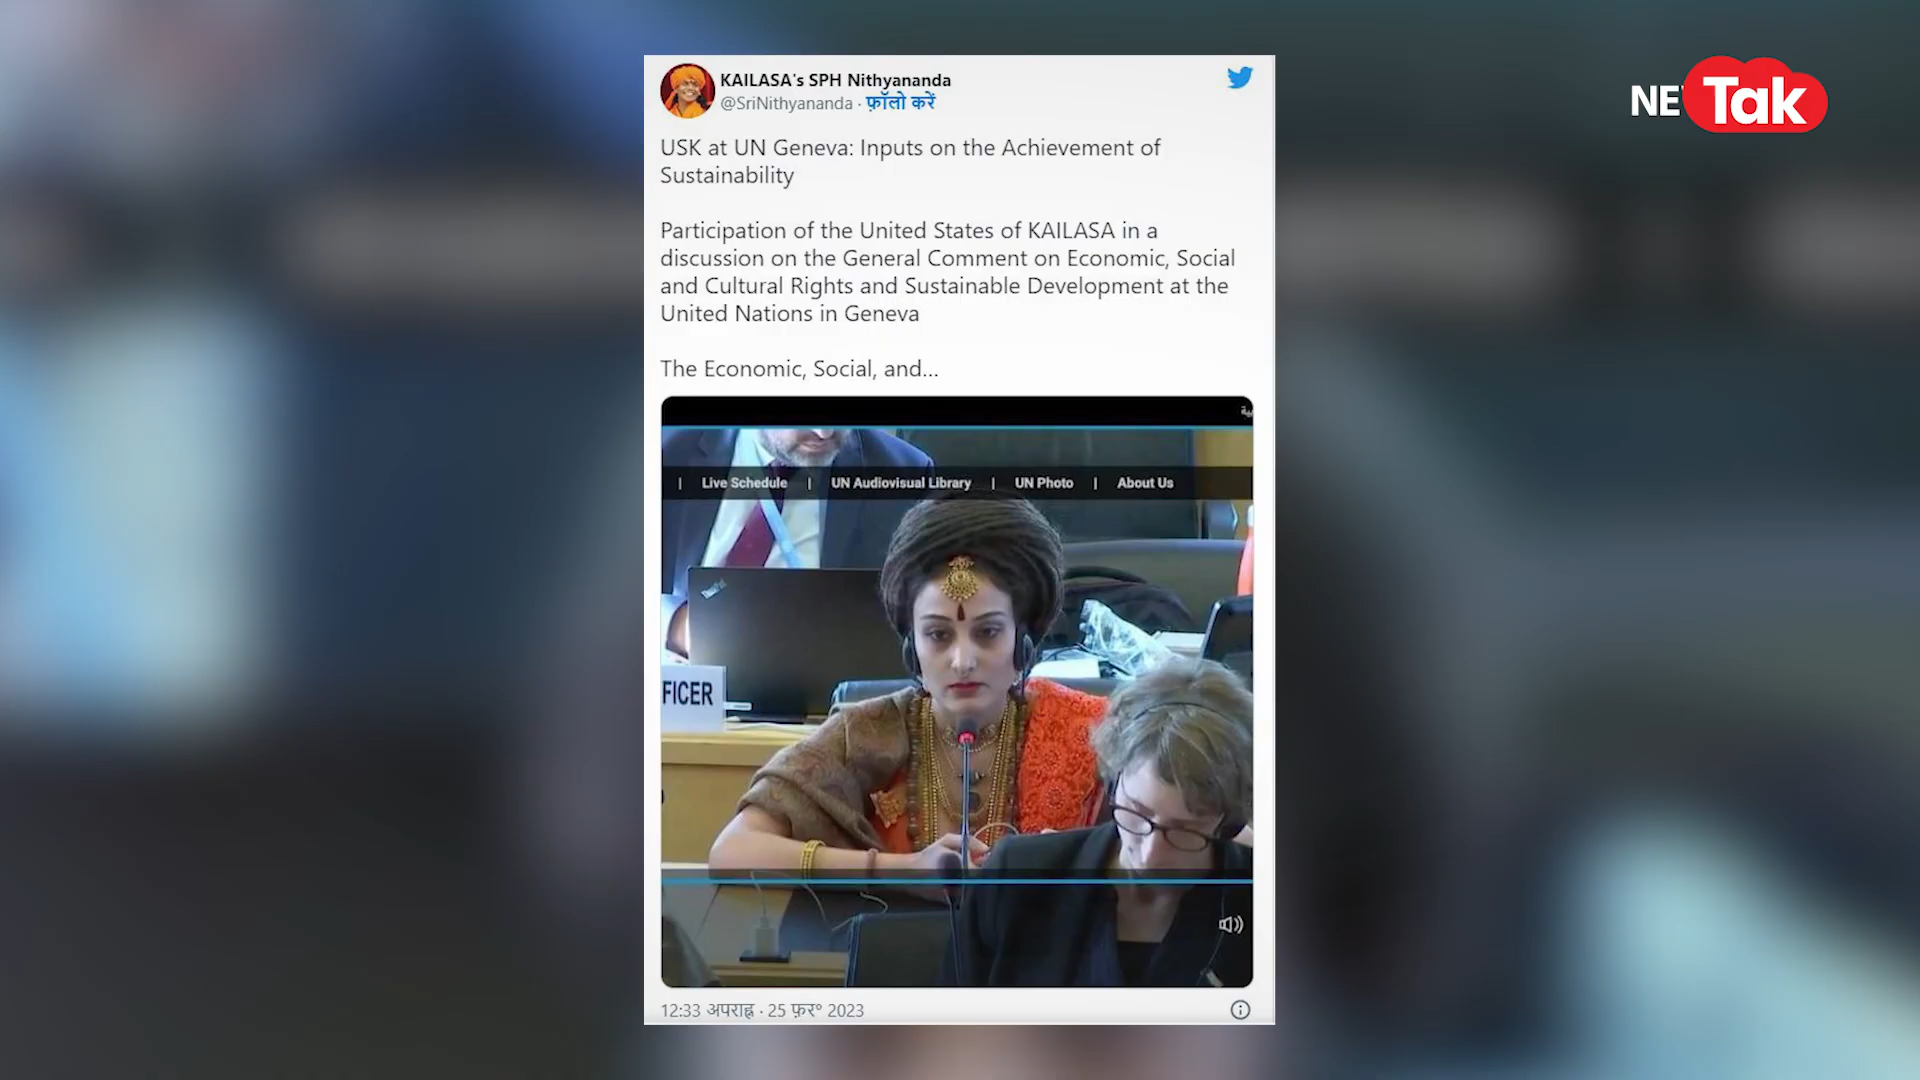 KAILASA's SPH Nithyananda
@SriNithyananda · फ़ॉलो करें
NE Tak
USK at UN Geneva: Inputs on the Achievement of
Sustainability
Participation of the United States of KAILASA in a
discussion on the General Comment on Economic, Social
and Cultural Rights and Sustainable Development at the
United Nations in Geneva
The Economic, Social, and...
| Live Schedule | UN Audiovisual Library | UN Photo | About Us
FICER
12:33 अपराह्न · 25 फ़र॰ 2023